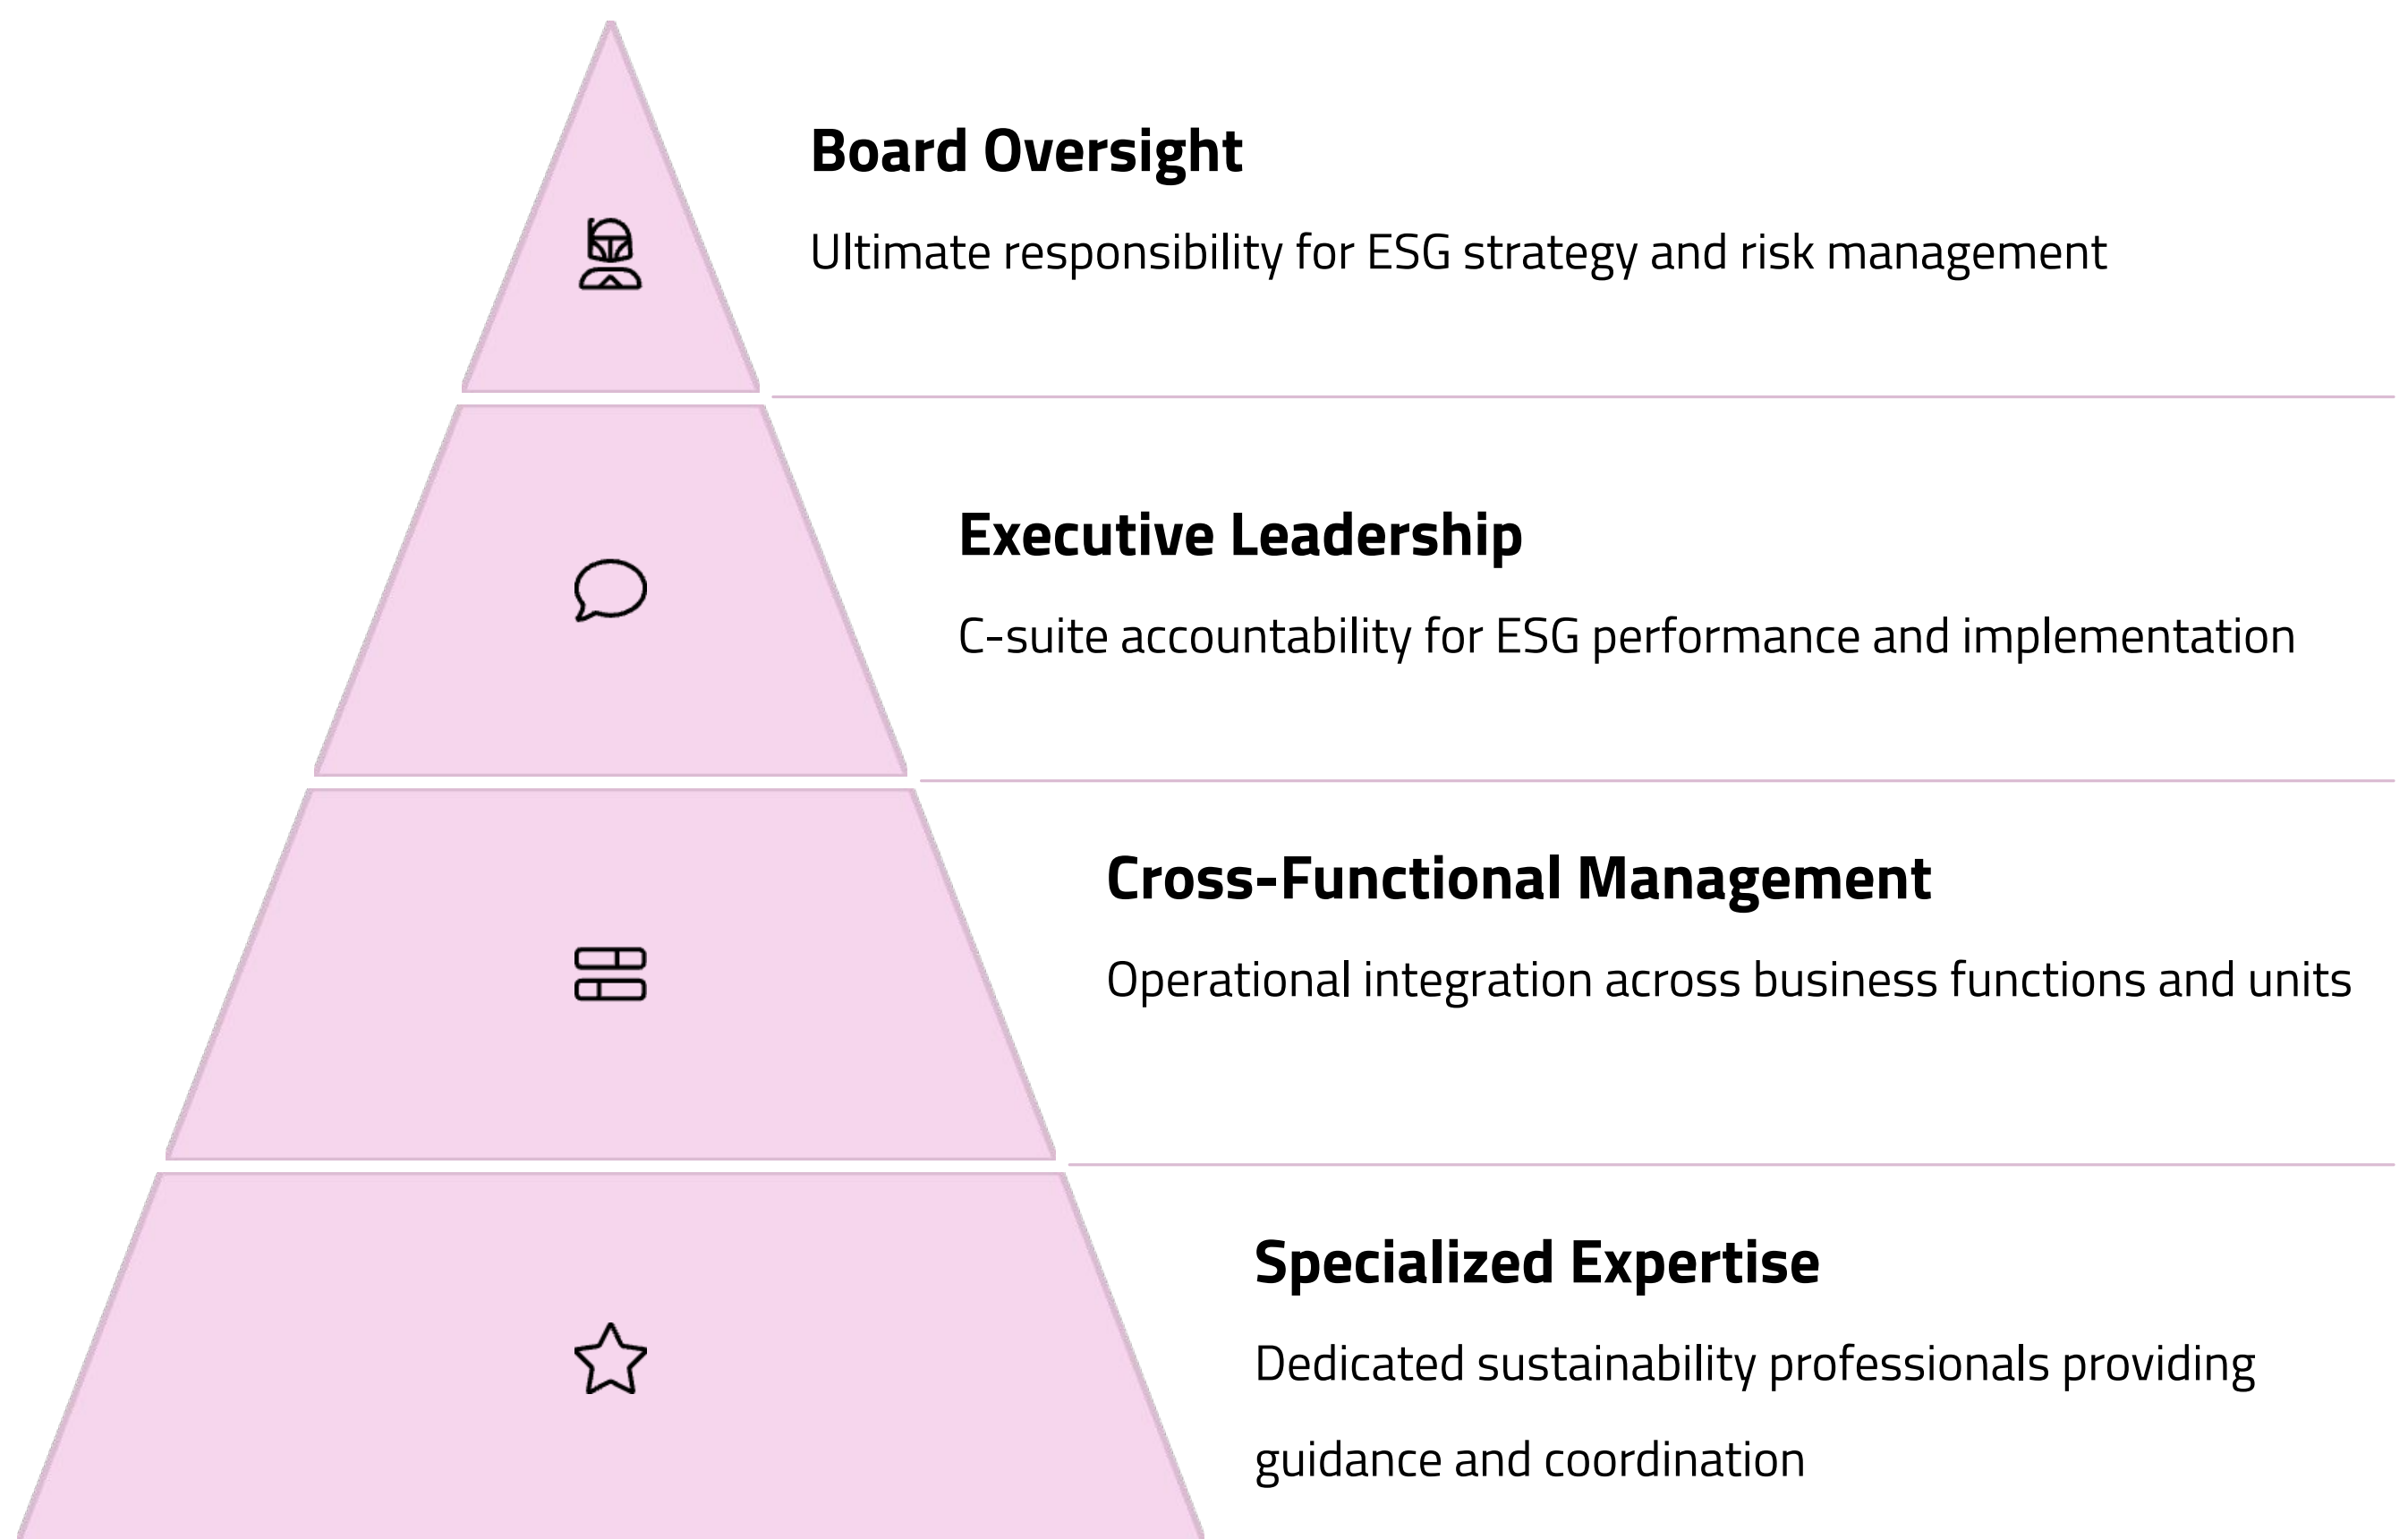 Board Oversight
Ultimate responsibility for ESG strategy and risk management
Executive Leadership
C-suite accountability for ESG performance and implementation
Cross-Functional Management
Operational integration across business functions and units
Specialized Expertise
Dedicated sustainability professionals providing
guidance and coordination